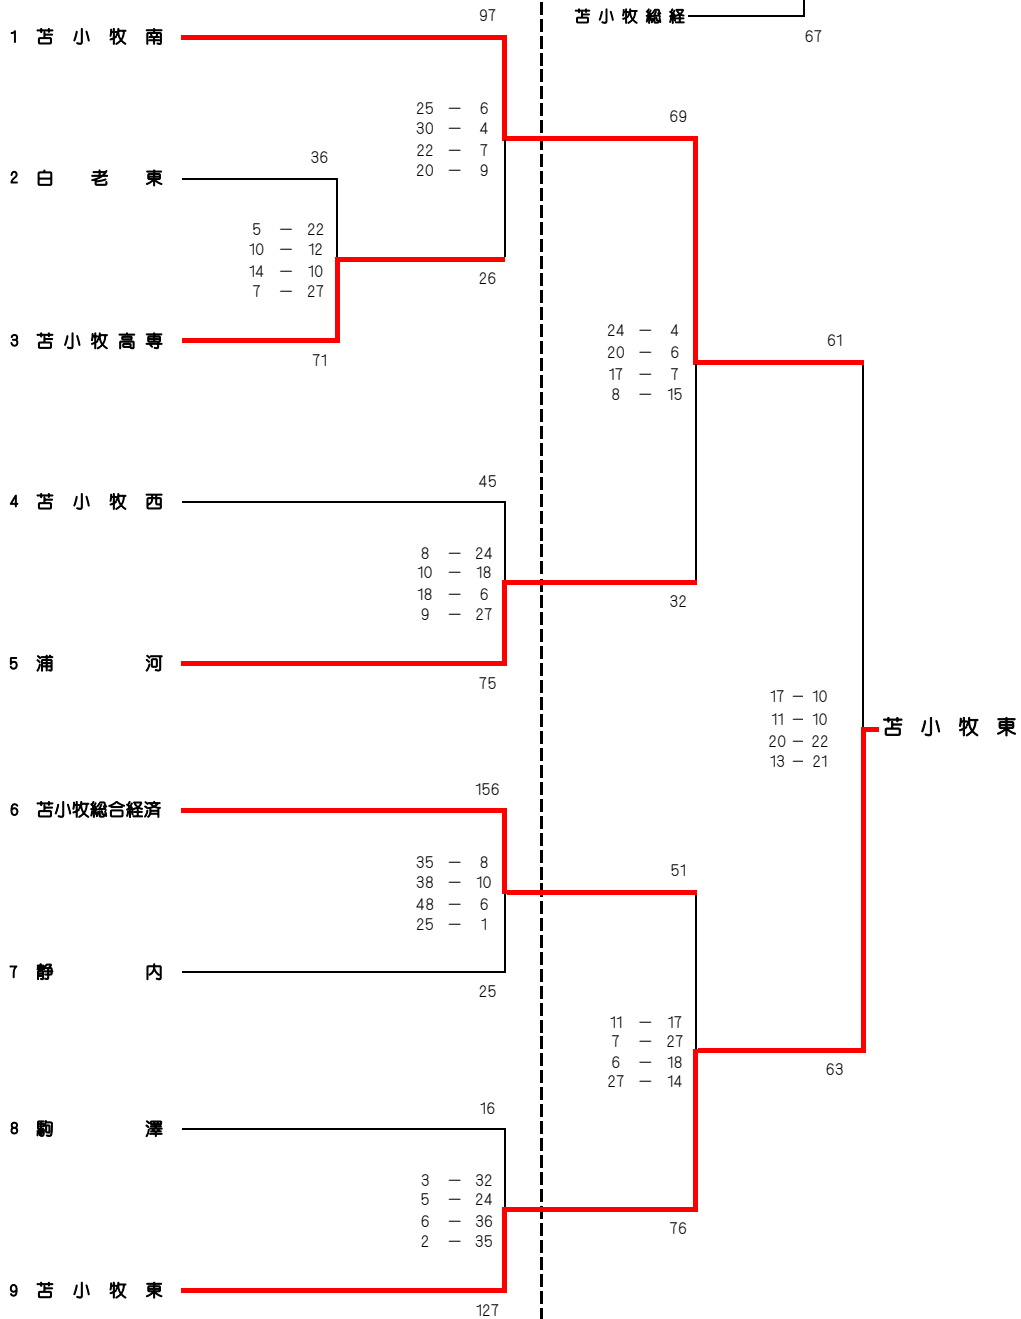 97
苫小牧総経
67
1 苫小牧南
25 － 6
30 － 4
22 － 7
20 － 9
69
36
2 白老東
5 － 22
10 － 12
14 － 10
7 － 27
26
3 苫小牧高専
71
24 － 4
20 － 6
17 － 7
8 － 15
61
45
4 苫小牧西
8 － 24
10 － 18
18 － 6
9 － 27
32
5 浦河
75
17 － 10
11 － 10
20 － 22
13 － 21
苫小牧東
156
6 苫小牧総合経済
35 － 8
38 － 10
48 － 6
25 － 1
51
7 静内
25
11 － 17
7 － 27
6 － 18
27 － 14
63
16
8 駒澤
3 － 32
5 － 24
6 － 36
2 － 35
76
9 苫小牧東
127